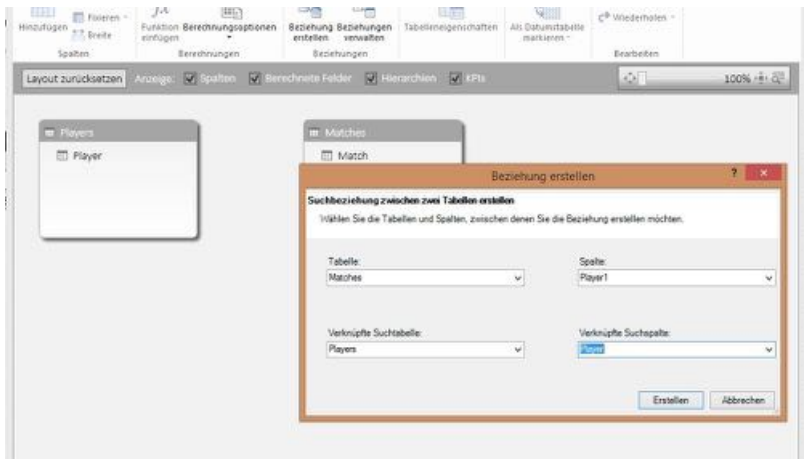 Fixieren
Hinzufügen
Breite
Spalten
Funktion einfügen
Berechnungsoptionen
Berechnungen
Beziehung erstellen
Beziehungen verwalten
Beziehungen
Tabelleneigenschaften
Als Datumstabelle markieren
Wiederholen
Bearbeiten
Layout zurücksetzen Anzeige: Spalten Berechnete Felder Hierarchien KPIs 100%
Players
Player
Matches
Match
Beziehung erstellen ?
Suchbeziehung zwischen zwei Tabellen erstellen
Wählen Sie die Tabellen und Spalten, zwischen denen Sie die Beziehung erstellen möchten.
Tabelle: Spalte:
Matches Player1
Verknüpfte Suchtabelle: Verknüpfte Suchspalte:
Players Player
Erstellen Abbrechen